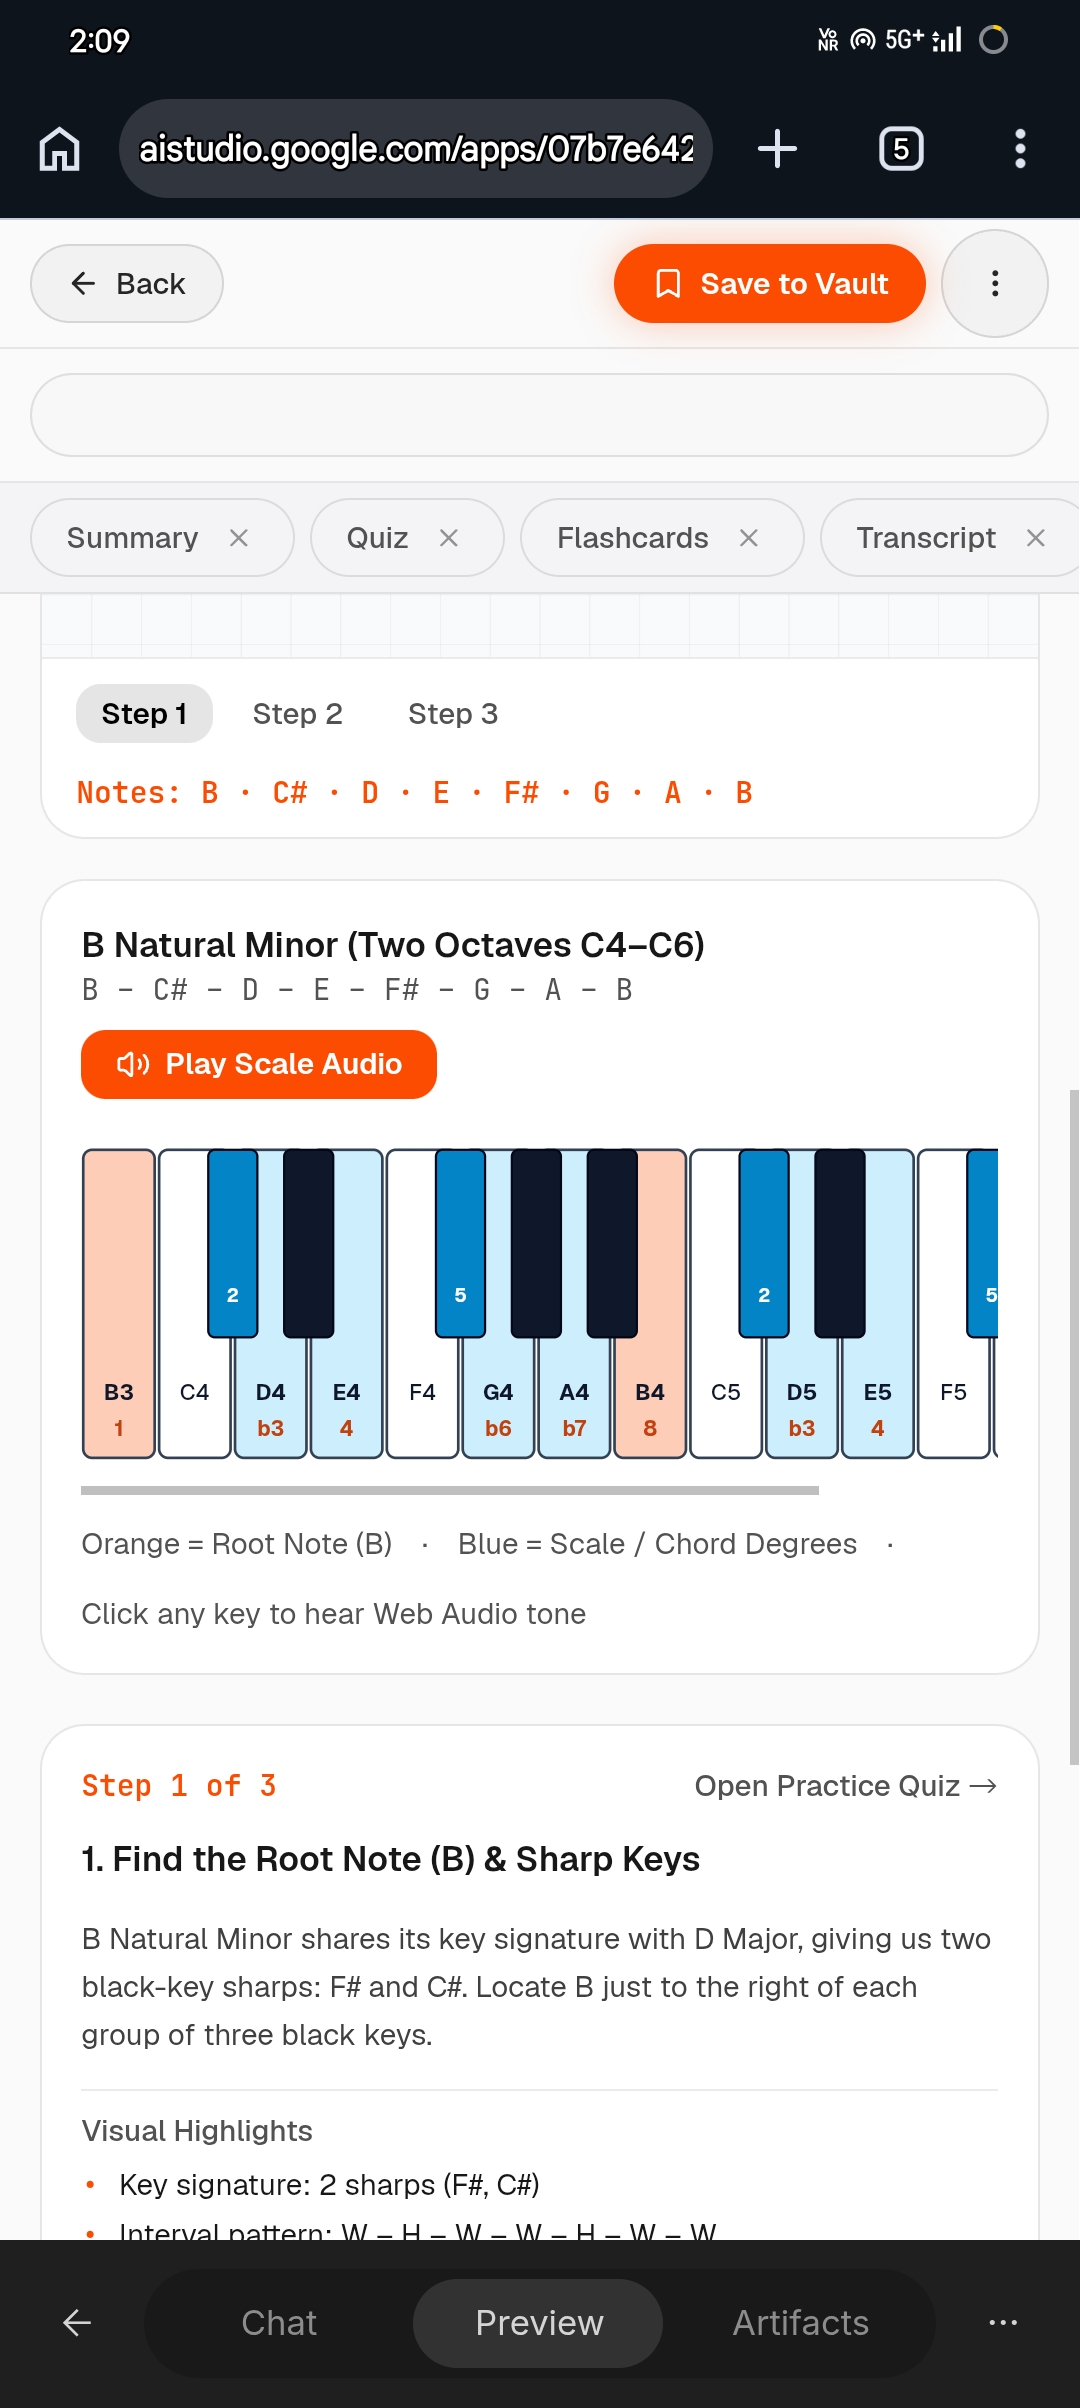 2:09
Vo NR 5G+
aistudio.google.com/apps/07b7e642
5
Back
Save to Vault
Summary
Quiz
Flashcards
Transcript
Step 1 Step 2 Step 3
Notes: B · C# · D · E · F# · G · A · B
B Natural Minor (Two Octaves C4–C6)
B – C# – D – E – F# – G – A – B
Play Scale Audio
2 5 2 5
B3 C4 D4 E4 F4 G4 A4 B4 C5 D5 E5 F5
1 b3 4 b6 b7 8 b3 4
Orange = Root Note (B) · Blue = Scale / Chord Degrees ·
Click any key to hear Web Audio tone
Step 1 of 3
Open Practice Quiz →
1. Find the Root Note (B) & Sharp Keys
B Natural Minor shares its key signature with D Major, giving us two
black-key sharps: F# and C#. Locate B just to the right of each
group of three black keys.
Visual Highlights
• Key signature: 2 sharps (F#, C#)
• Interval pattern: W – H – W – W – H – W – W
Chat
Preview
Artifacts